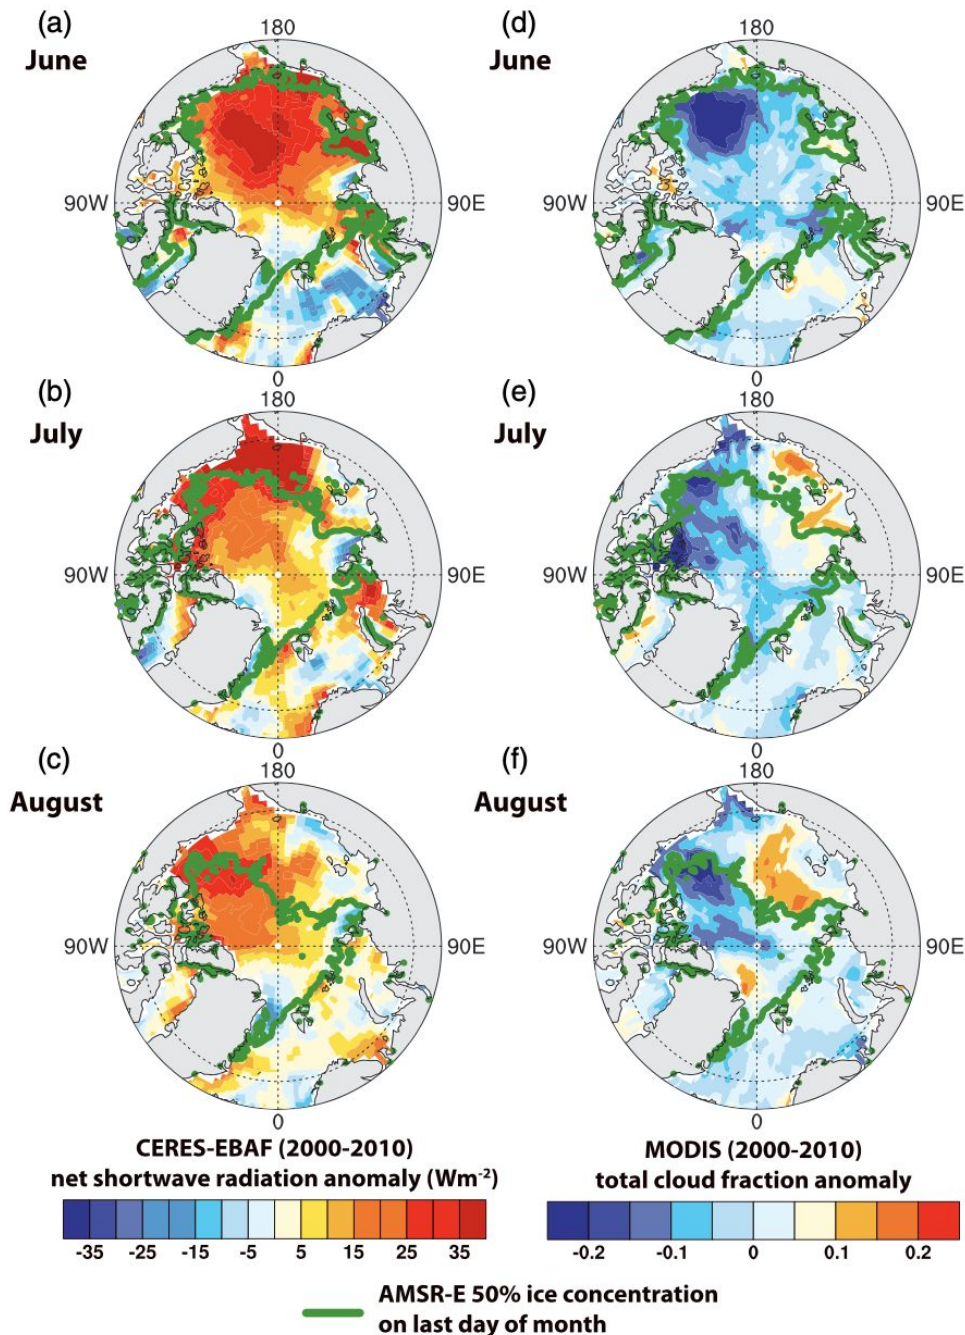 (a)
June
180
90W
90E
0
(d)
June
180
90W
90E
0
(b)
July
180
90W
90E
0
(e)
July
180
90W
90E
0
(c)
August
180
90W
90E
0
(f)
August
180
90W
90E
0
CERES-EBAF (2000-2010)
net shortwave radiation anomaly (Wm⁻²)
-35 -25 -15 -5 5 15 25 35
MODIS (2000-2010)
total cloud fraction anomaly
-0.2 -0.1 0 0.1 0.2
AMSR-E 50% ice concentration
on last day of month